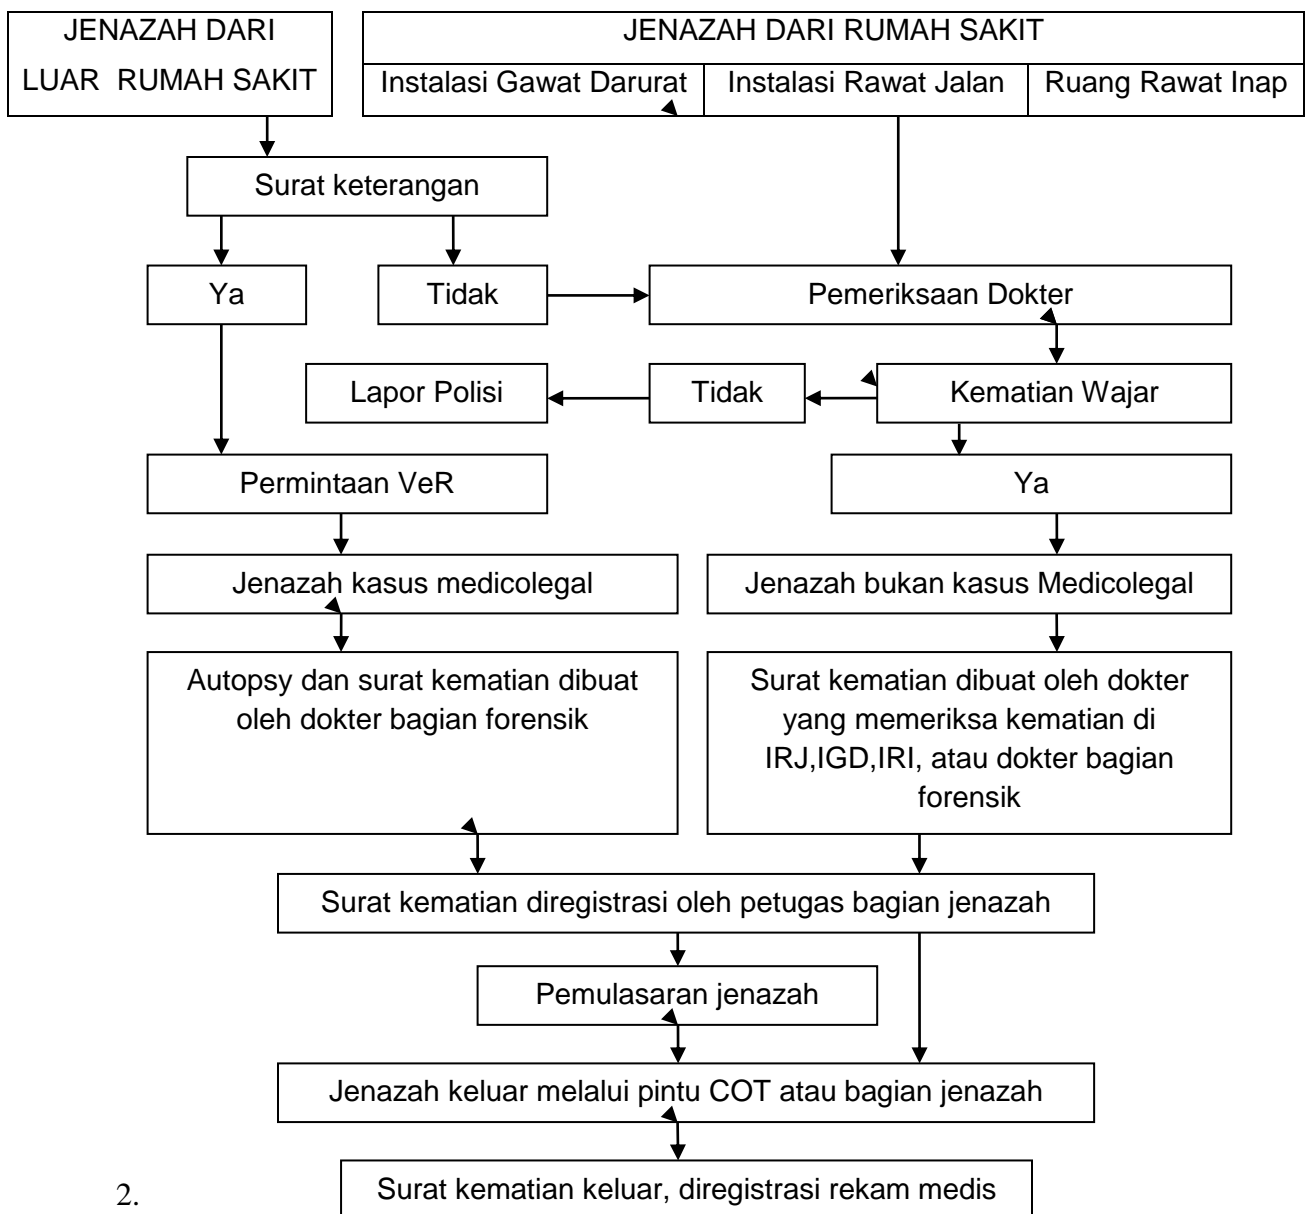 JENAZAH DARI
LUAR RUMAH SAKIT
JENAZAH DARI RUMAH SAKIT
Instalasi Gawat Darurat
Instalasi Rawat Jalan
Ruang Rawat Inap
Surat keterangan
Ya
Tidak
Pemeriksaan Dokter
Lapor Polisi
Tidak
Kematian Wajar
Permintaan VeR
Ya
Jenazah kasus medicolegal
Jenazah bukan kasus Medicolegal
Autopsy dan surat kematian dibuat
oleh dokter bagian forensik
Surat kematian dibuat oleh dokter
yang memeriksa kematian di
IRJ,IGD,IRI, atau dokter bagian
forensik
Surat kematian diregistrasi oleh petugas bagian jenazah
Pemulasaran jenazah
Jenazah keluar melalui pintu COT atau bagian jenazah
2.
Surat kematian keluar, diregistrasi rekam medis